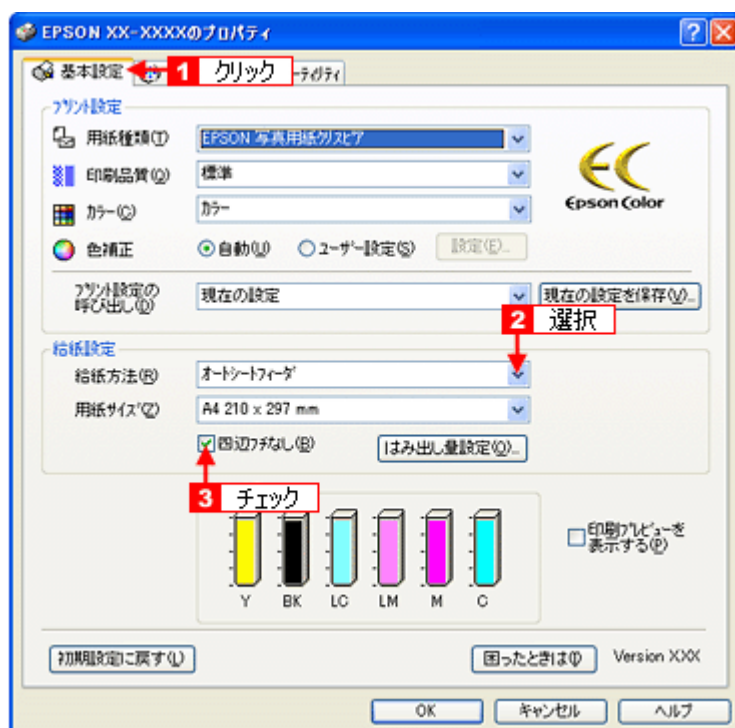 EPSON XX-XXXXのプロパティ
基本設定 1 クリック ーティリティ
プリント設定
用紙種類(T) EPSON 写真用紙クリスピア
印刷品質(Q) 標準
カラー(C) カラー
Epson Color
色補正 自動(U) ユーザー設定(S) 設定(E)...
プリント設定の
呼び出し(D) 現在の設定 現在の設定を保存(V)...
2 選択
給紙設定
給紙方法(R) オートシートフィーダ
用紙サイズ(Z) A4 210 x 297 mm
四辺フチなし(B) はみ出し量設定(O)...
3 チェック
印刷プレビューを
表示する(P)
Y BK LC LM M C
初期設定に戻す(L) 困ったときは(I) Version XXX
OK キャンセル ヘルプ